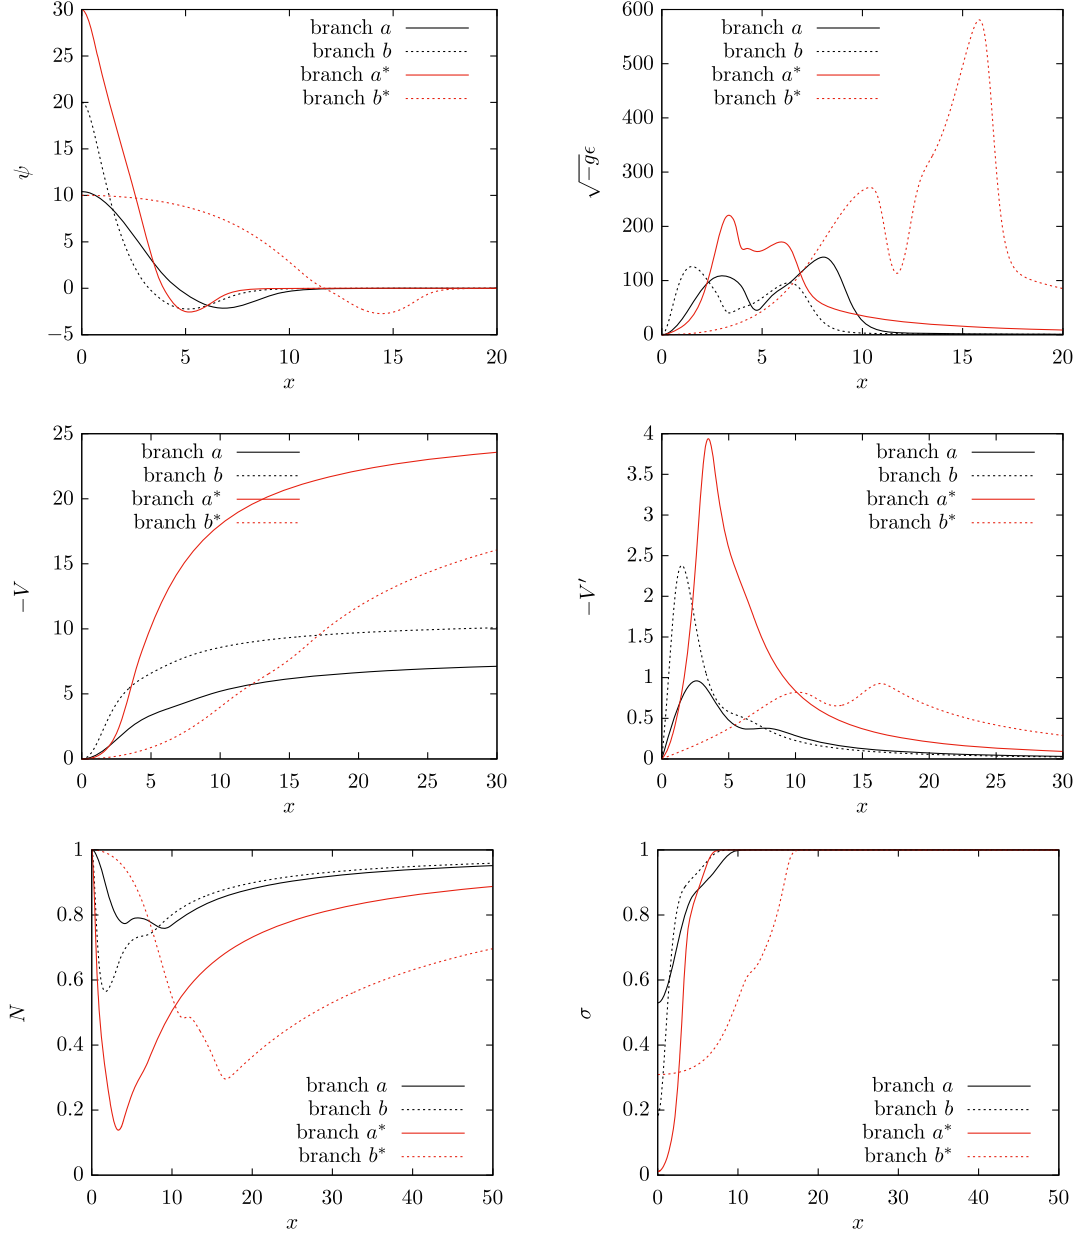 30
25
20
15
10
5
0
−5
ψ
0 5 10 15 20
x
branch a
branch b
branch a*
branch b*
600
500
400
300
200
100
0
√−gϵ
0 5 10 15 20
x
branch a
branch b
branch a*
branch b*
25
20
15
10
5
0
−V
0 5 10 15 20 25 30
x
branch a
branch b
branch a*
branch b*
4
3.5
3
2.5
2
1.5
1
0.5
0
−V′
0 5 10 15 20 25 30
x
branch a
branch b
branch a*
branch b*
1
0.8
0.6
0.4
0.2
0
N
0 10 20 30 40 50
x
branch a
branch b
branch a*
branch b*
1
0.8
0.6
0.4
0.2
0
σ
0 10 20 30 40 50
x
branch a
branch b
branch a*
branch b*